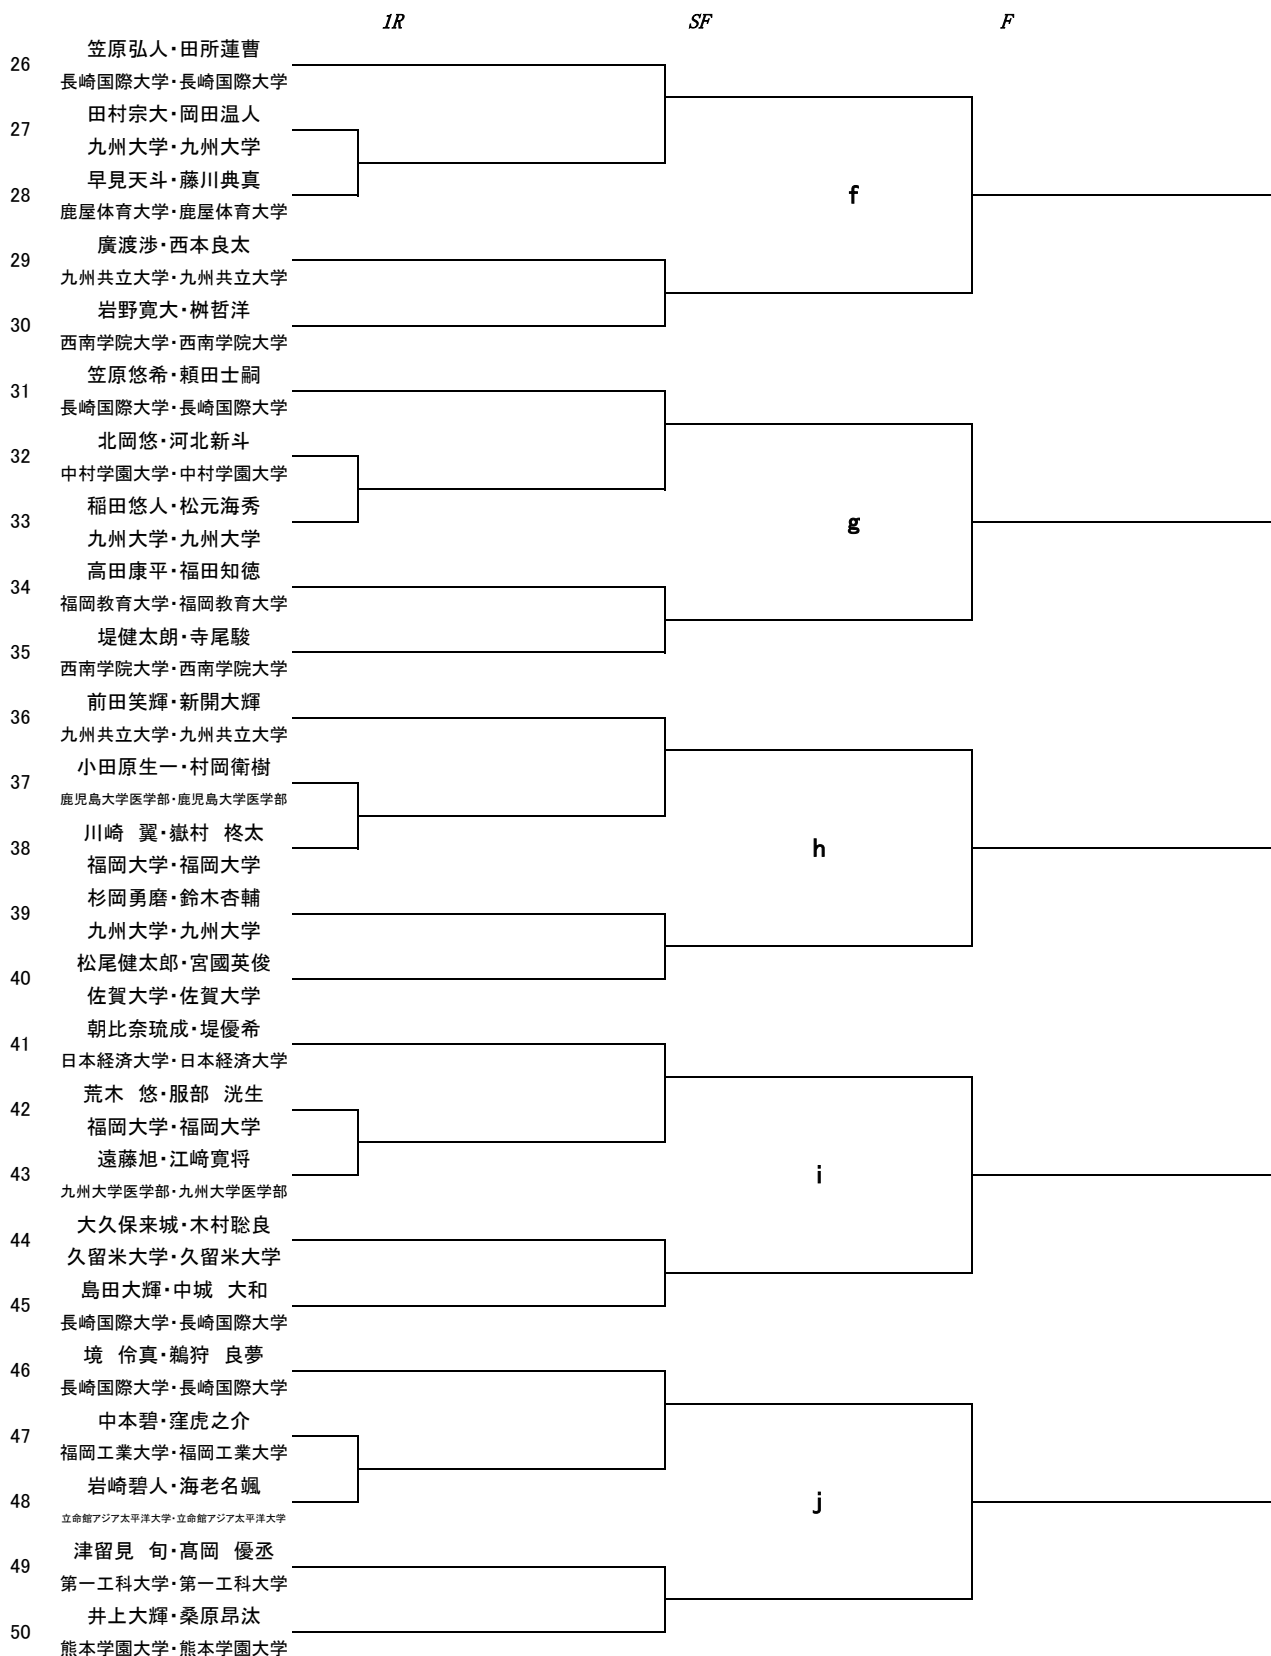 1R SF F
笠原弘人・田所蓮曹
26
長崎国際大学・長崎国際大学
田村宗大・岡田温人
27
九州大学・九州大学
早見天斗・藤川典真
28
鹿屋体育大学・鹿屋体育大学
f
廣渡渉・西本良太
29
九州共立大学・九州共立大学
岩野寛大・桝哲洋
30
西南学院大学・西南学院大学
笠原悠希・頼田士嗣
31
長崎国際大学・長崎国際大学
北岡悠・河北新斗
32
中村学園大学・中村学園大学
稲田悠人・松元海秀
33
九州大学・九州大学
g
高田康平・福田知徳
34
福岡教育大学・福岡教育大学
堤健太朗・寺尾駿
35
西南学院大学・西南学院大学
前田笑輝・新開大輝
36
九州共立大学・九州共立大学
小田原生一・村岡衛樹
37
鹿児島大学医学部・鹿児島大学医学部
川崎　翼・嶽村　柊太
38
福岡大学・福岡大学
h
杉岡勇磨・鈴木杏輔
39
九州大学・九州大学
松尾健太郎・宮國英俊
40
佐賀大学・佐賀大学
朝比奈琉成・堤優希
41
日本経済大学・日本経済大学
荒木　悠・服部　洸生
42
福岡大学・福岡大学
遠藤旭・江﨑寛将
43
九州大学医学部・九州大学医学部
i
大久保来城・木村聡良
44
久留米大学・久留米大学
島田大輝・中城　大和
45
長崎国際大学・長崎国際大学
境　伶真・鵜狩　良夢
46
長崎国際大学・長崎国際大学
中本碧・窪虎之介
47
福岡工業大学・福岡工業大学
岩崎碧人・海老名颯
48
立命館アジア太平洋大学・立命館アジア太平洋大学
j
津留見　旬・髙岡　優丞
49
第一工科大学・第一工科大学
井上大輝・桑原昂汰
50
熊本学園大学・熊本学園大学